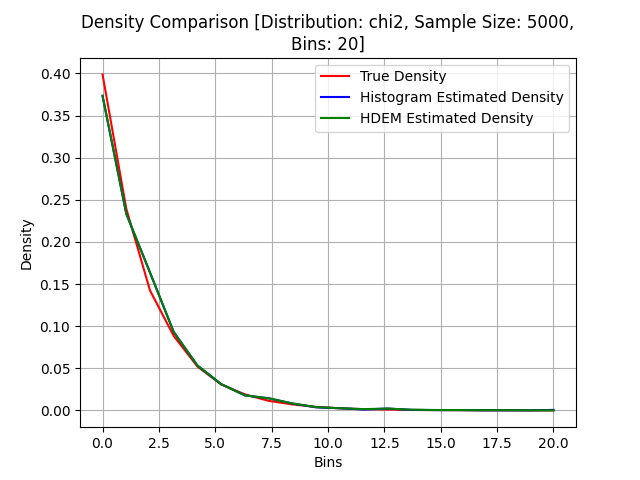 Density Comparison [Distribution: chi2, Sample Size: 5000,
Bins: 20]
True Density
Histogram Estimated Density
HDEM Estimated Density
0.40
0.35
0.30
0.25
0.20
0.15
0.10
0.05
0.00
Density
0.0 2.5 5.0 7.5 10.0 12.5 15.0 17.5 20.0
Bins